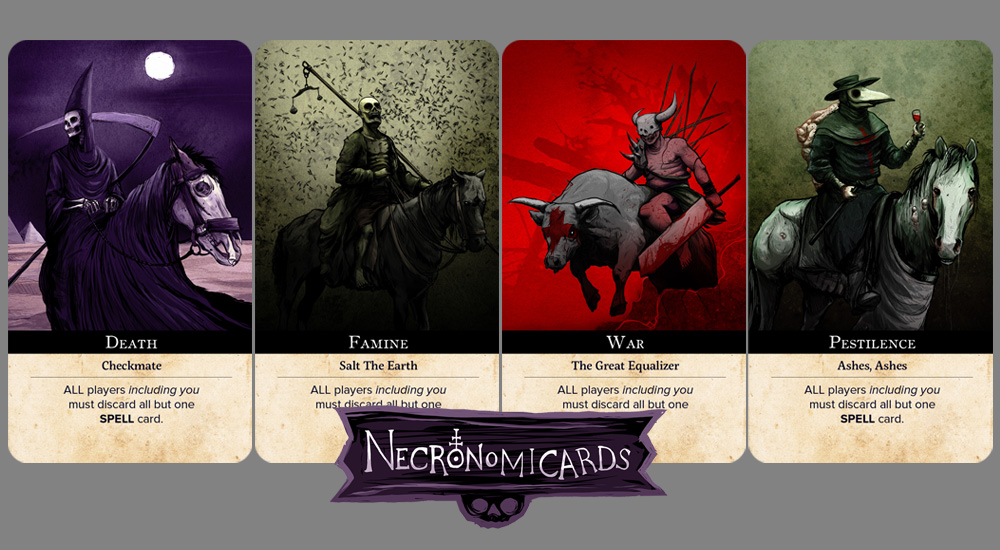 DEATH
Checkmate
ALL players including you
must discard all but one
SPELL card.
FAMINE
Salt The Earth
ALL players including you
must discard all but one
WAR
The Great Equalizer
ALL players including you
must discard all but one
PESTILENCE
Ashes, Ashes
ALL players including you
must discard all but one
SPELL card.
NECRONOMICARDS